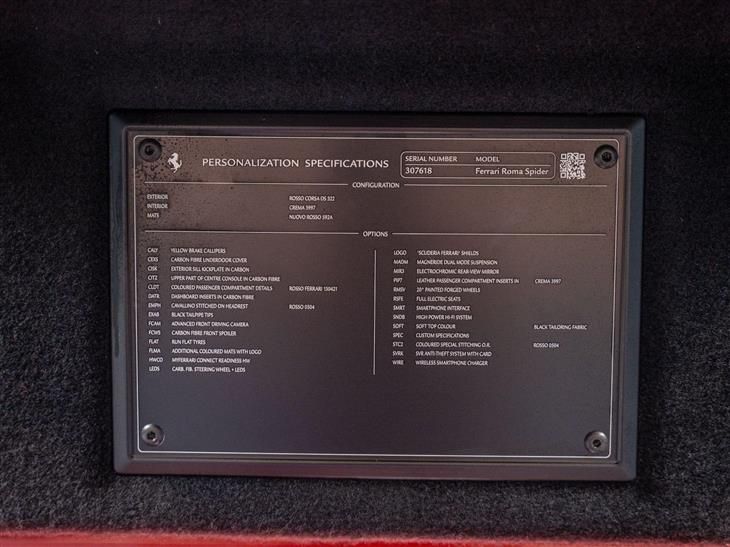 PERSONALIZATION SPECIFICATIONS
SERIAL NUMBER MODEL
307618 Ferrari Roma Spider
CONFIGURATION
EXTERIOR ROSSO CORSA DS 322
INTERIOR CREMA 3997
MATS NUOVO ROSSO 592A
OPTIONS
CALY YELLOW BRAKE CALLIPERS
CEXS CARBON FIBRE UNDERDOOR COVER
CISK EXTERIOR SILL KICKPLATE IN CARBON
CITZ UPPER PART OF CENTRE CONSOLE IN CARBON FIBRE
CLDT COLOURED PASSENGER COMPARTMENT DETAILS ROSSO FERRARI 130421
DATR DASHBOARD INSERTS IN CARBON FIBRE
EMPH CAVALLINO STITCHED ON HEADREST ROSSO 0504
EXAB BLACK TAILPIPE TIPS
FCAM ADVANCED FRONT DRIVING CAMERA
FCWS CARBON FIBRE FRONT SPOILER
FLAT RUN FLAT TYRES
FLMA ADDITIONAL COLOURED MATS WITH LOGO
HWCO MYFERRARI CONNECT READINESS HW
LEDS CARB. FIB. STEERING WHEEL + LEDS
LOGO 'SCUDERIA FERRARI' SHIELDS
MADM MAGNERIDE DUAL MODE SUSPENSION
MIR3 ELECTROCHROMIC REAR-VIEW MIRROR
PIP7 LEATHER PASSENGER COMPARTMENT INSERTS IN CREMA 3997
RMSV 20" PAINTED FORGED WHEELS
RSFE FULL ELECTRIC SEATS
SMRT SMARTPHONE INTERFACE
SNDB HIGH POWER HI-FI SYSTEM
SOFT SOFT TOP COLOUR BLACK TAILORING FABRIC
SPEC CUSTOM SPECIFICATIONS
STC2 COLOURED SPECIAL STITCHING O.R. ROSSO 0504
SVRK SVR ANTI-THEFT SYSTEM WITH CARD
WIRE WIRELESS SMARTPHONE CHARGER